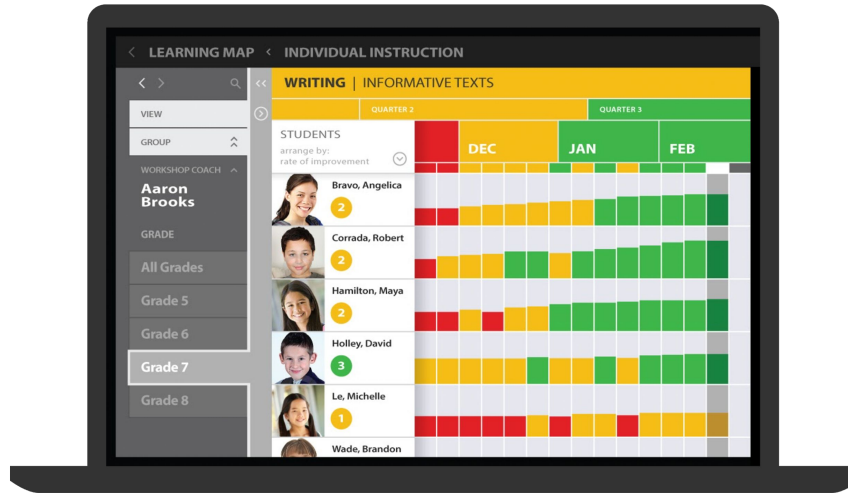 LEARNING MAP INDIVIDUAL INSTRUCTION
WRITING | INFORMATIVE TEXTS
VIEW
GROUP
WORKSHOP COACH
Aaron
Brooks
GRADE
All Grades
Grade 5
Grade 6
Grade 7
Grade 8
QUARTER 2 QUARTER 3
STUDENTS
arrange by:
rate of improvement
DEC JAN FEB
Bravo, Angelica
2
Corrada, Robert
2
Hamilton, Maya
2
Holley, David
3
Le, Michelle
1
Wade, Brandon